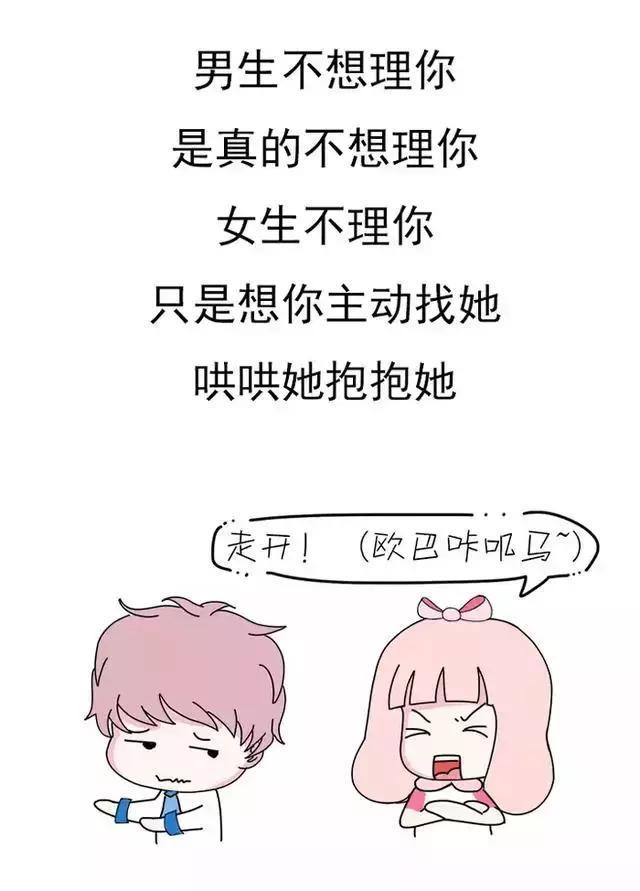 男生不想理你
是真的不想理你
女生不理你
只是想你主动找她
哄哄她抱抱她
走开！（欧巴咔叽马~）